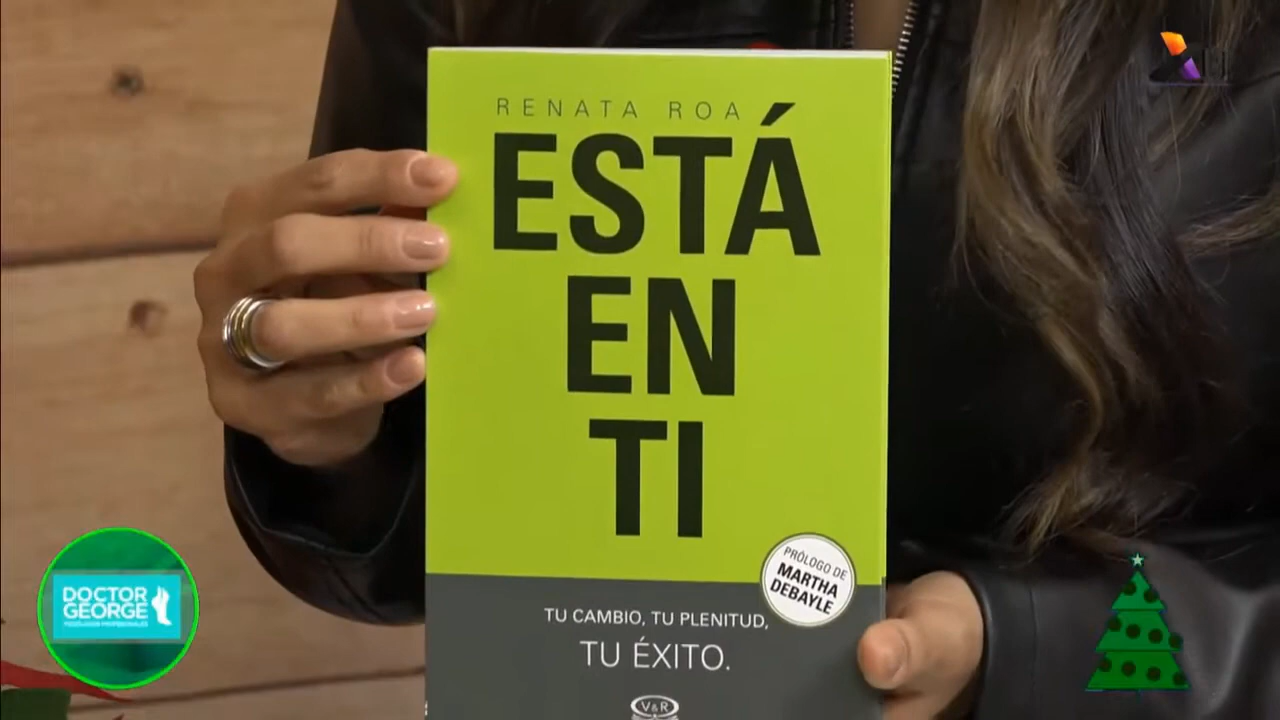 RENATA ROA
ESTÁ
EN
TI
PRÓLOGO DE
MARTHA
DEBAYLE
TU CAMBIO, TU PLENITUD,
TU ÉXITO.
V&R
DOCTOR
GEORGE